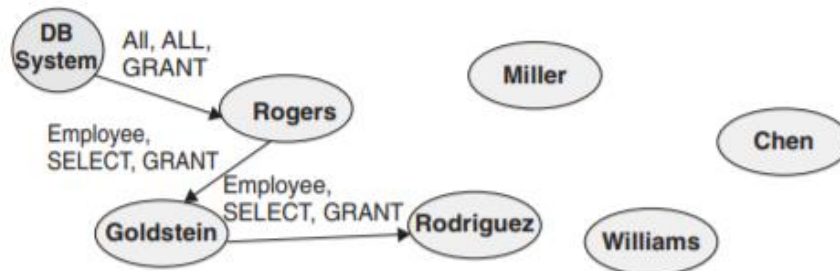 DB
System
All, ALL,
GRANT
Miller
Rogers
Chen
Employee,
SELECT, GRANT
Employee,
SELECT, GRANT
Goldstein
Rodriguez
Williams